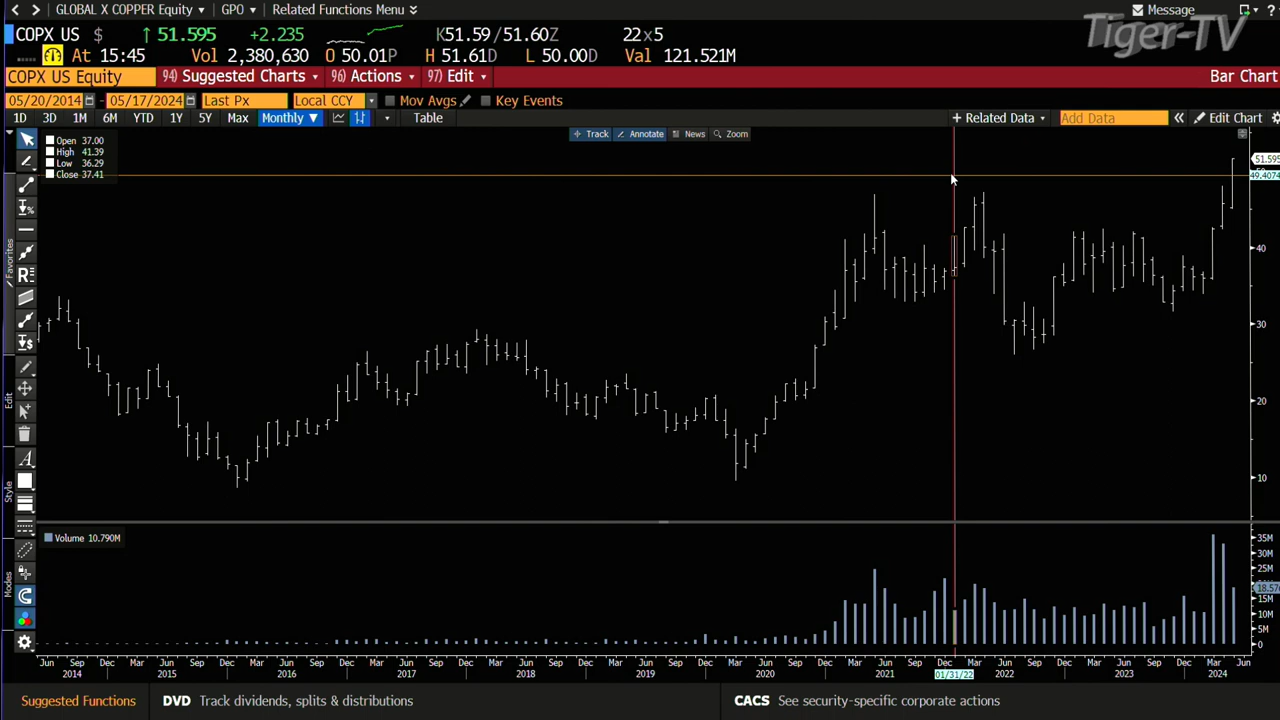 GLOBAL X COPPER Equity GPO Related Functions Menu Message ?
COPX US $ ↑ 51.595 +2.235 K51.59/51.60Z 22x5
At 15:45 Vol 2,380,630 O 50.01P H 51.61D L 50.00D Val 121.521M
Tiger-TV
COPX US Equity 94) Suggested Charts 96) Actions 97) Edit Bar Chart
05/20/2014 05/17/2024 Last Px Local CCY Mov Avgs Key Events
1D 3D 1M 6M YTD 1Y 5Y Max Monthly ▼ Table + Related Data Add Data « Edit Chart
Track Annotate News Zoom
Open 37.00
High 41.39
Low 36.29
Close 37.41
51.595
49.4074
40
30
20
10
Favorites
Edit
Style
Modes
Volume 10.790M
35M
30M
25M
18.576
15M
10M
5M
0
Jun Sep Dec Mar Jun Sep Dec Mar Jun Sep Dec Mar Jun Sep Dec Mar Jun Sep Dec Mar Jun Sep Dec Mar Jun Sep Dec Mar Jun Sep Dec Mar Jun Sep Dec Mar Jun Sep Dec Mar Jun
2014 2015 2016 2017 2018 2019 2020 2021 01/31/22 2022 2023 2024
Suggested Functions DVD Track dividends, splits & distributions CACS See security-specific corporate actions